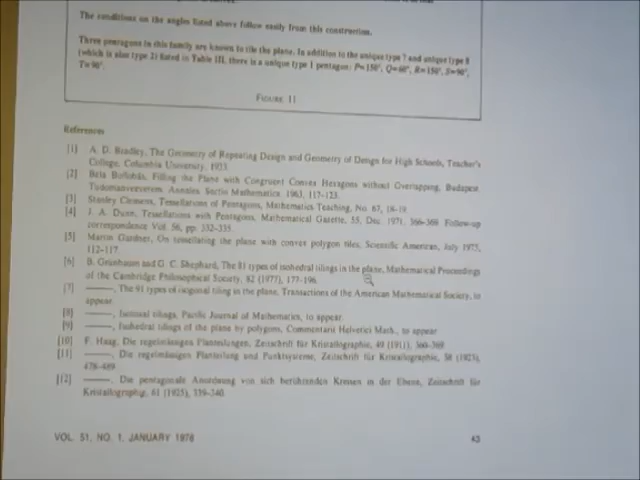 The conditions on the angles listed above follow easily from this construction.
Three pentagons in this family are known to tile the plane. In addition to the unique type 7 and unique type 8
(which is also type 2) listed in Table III, there is a unique type 1 pentagon: P=150°, Q=60°, R=150°, S=90°,
T=90°.
FIGURE 11
References
[1] A. D. Bradley, The Geometry of Repeating Design and Geometry of Design for High Schools, Teacher's
College, Columbia University, 1933.
[2] Bela Bollobás, Filling the Plane with Congruent Convex Hexagons without Overlapping, Budapest
Tudomanyegyetem. Annales. Sectio Mathematica. 1963, 117-123.
[3] Stanley Clemens, Tessellations of Pentagons, Mathematics Teaching, No. 67, 18-19.
[4] J. A. Dunn, Tessellations with Pentagons, Mathematical Gazette, 55, Dec. 1971, 366-369. Follow-up
correspondence Vol. 56, pp. 332-335.
[5] Martin Gardner, On tessellating the plane with convex polygon tiles, Scientific American, July 1975,
112-117.
[6] B. Grünbaum and G. C. Shephard, The 81 types of isohedral tilings in the plane, Mathematical Proceedings
of the Cambridge Philosophical Society, 82 (1977), 177-196.
[7] ———, The 91 types of isogonal tiling in the plane, Transactions of the American Mathematical Society, to
appear.
[8] ———, Isotoxal tilings, Pacific Journal of Mathematics, to appear.
[9] ———, Isohedral tilings of the plane by polygons, Commentarii Helvetici Math., to appear
[10] F. Haag, Die regelmässigen Planteilungen, Zeitschrift für Kristallographie, 49 (1911), 360-369
[11] ———, Die regelmässigen Planteilung und Punktsysteme, Zeitschrift für Kristallographie, 58 (1923),
478-489.
[12] ———, Die pentagonale Anordnung von sich berührenden Kreisen in der Ebene, Zeitschrift für
Kristallographie, 61 (1925), 339-340.
VOL. 51, NO. 1, JANUARY 1978
43